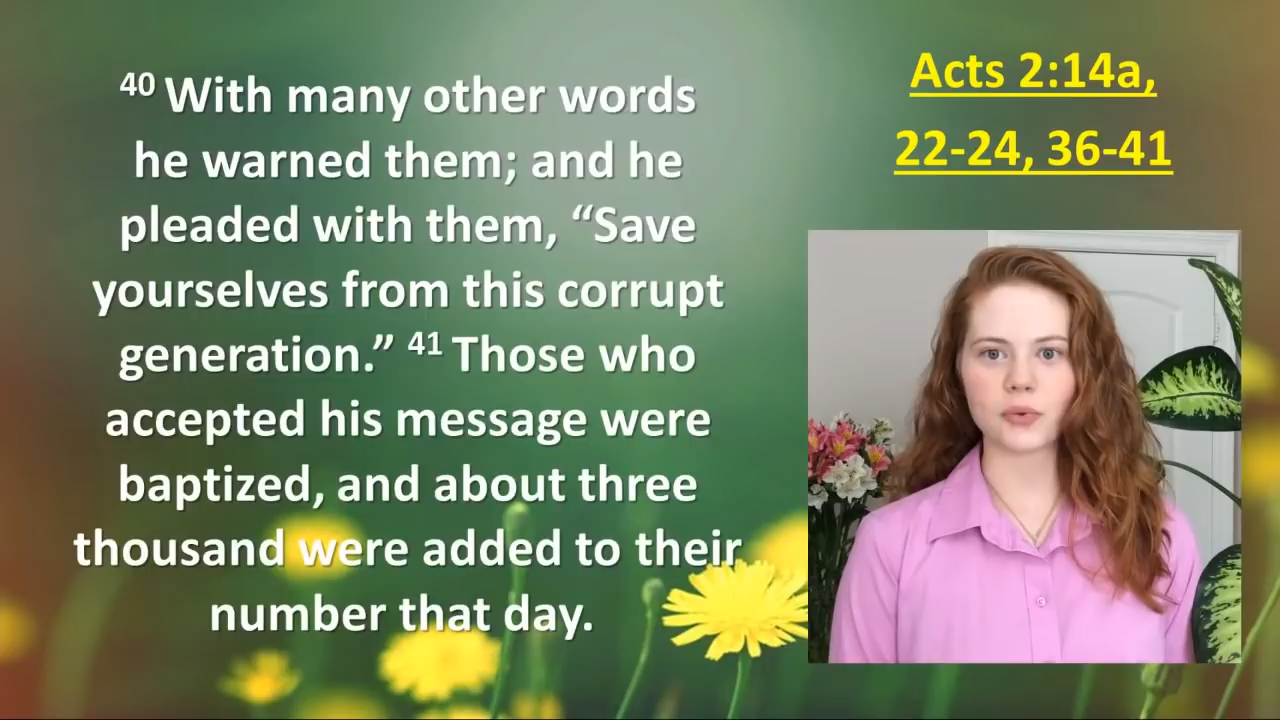 ⁴⁰ With many other words
he warned them; and he
pleaded with them, “Save
yourselves from this corrupt
generation.” ⁴¹ Those who
accepted his message were
baptized, and about three
thousand were added to their
number that day.
Acts 2:14a,
22-24, 36-41